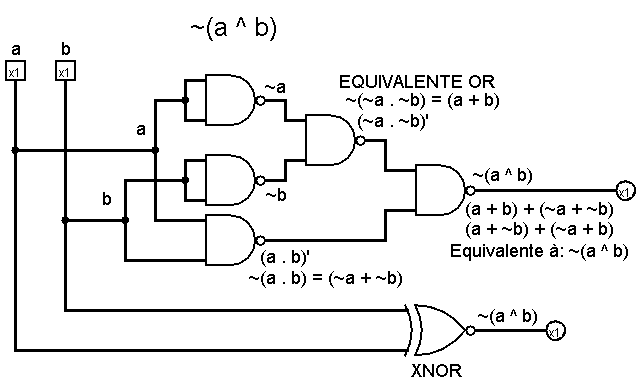 ~(a ^ b)
a
b
x1
x1
~a
EQUIVALENTE OR
~(~a . ~b) = (a + b)
(~a . ~b)'
a
~b
b
~(a ^ b)
x1
(a + b) + (~a + ~b)
(a + ~b) + (~a + b)
Equivalente à: ~(a ^ b)
(a . b)'
~(a . b) = (~a + ~b)
~(a ^ b)
x1
XNOR